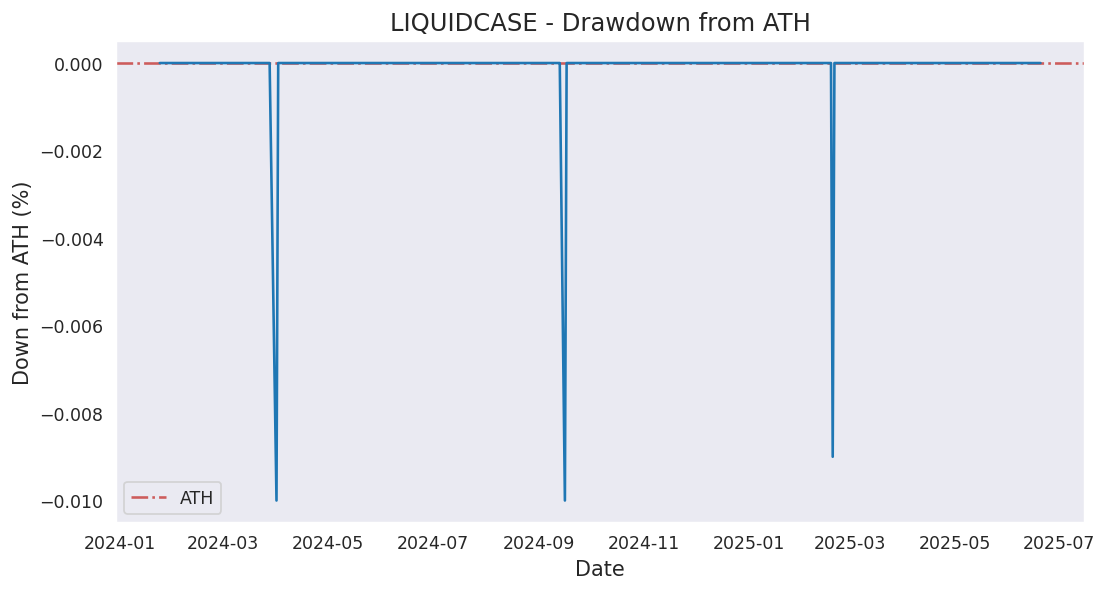 LIQUIDCASE - Drawdown from ATH
0.000
−0.002
−0.004
−0.006
−0.008
−0.010
Down from ATH (%)
ATH
2024-01 2024-03 2024-05 2024-07 2024-09 2024-11 2025-01 2025-03 2025-05 2025-07
Date